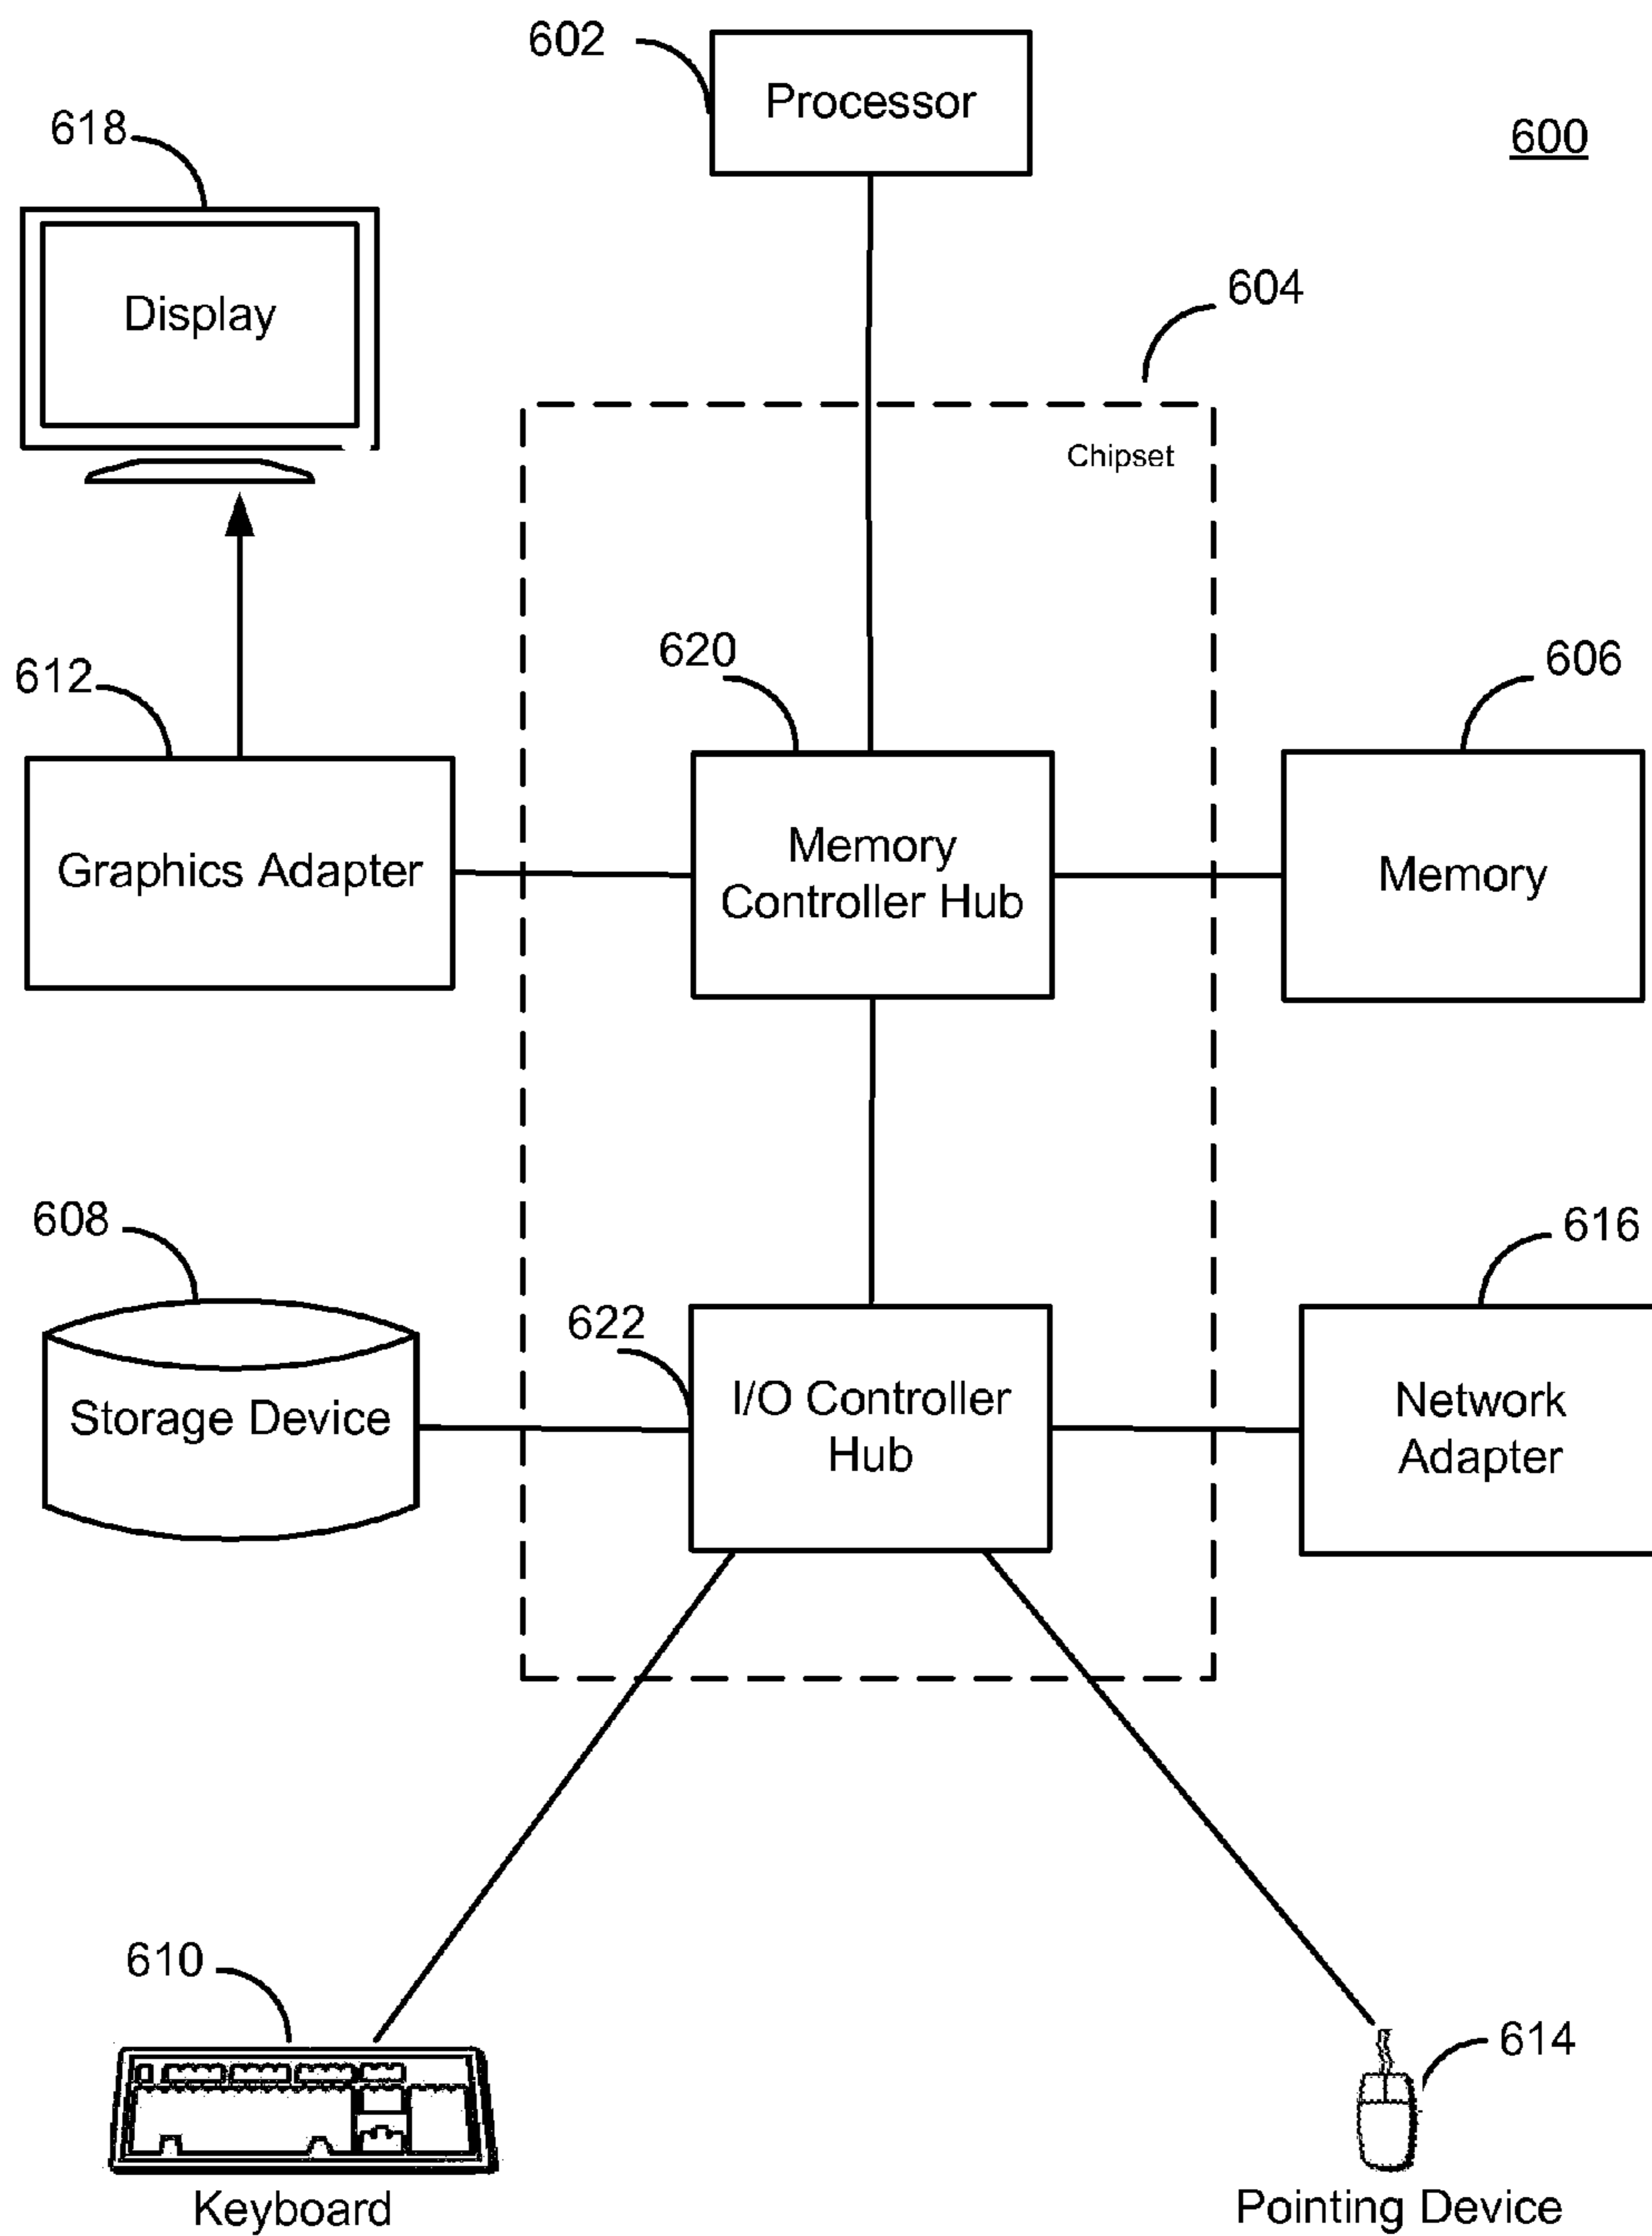 602
Processor
600
618
Display
604
Chipset
620
606
612
Memory
Controller Hub
Graphics Adapter
Memory
608
616
622
I/O Controller
Hub
Storage Device
Network
Adapter
610
614
Keyboard
Pointing Device